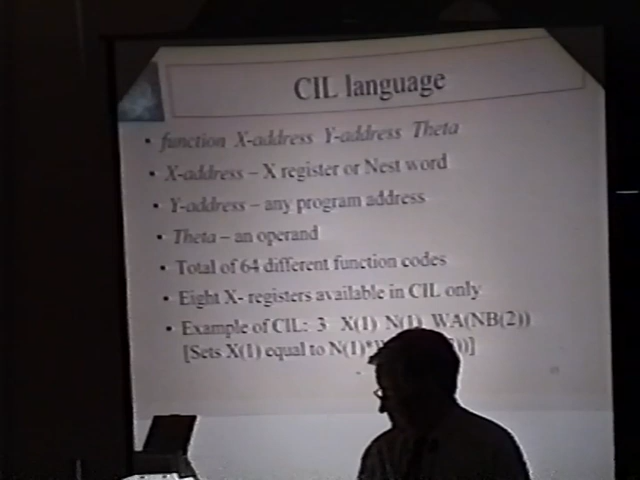 CIL language
• function X-address Y-address Theta
• X-address – X register or Nest word
• Y-address – any program address
• Theta – an operand
• Total of 64 different function codes
• Eight X- registers available in CIL only
• Example of CIL: 3 X(1) N(1) WA(NB(2))
[Sets X(1) equal to N(1)*